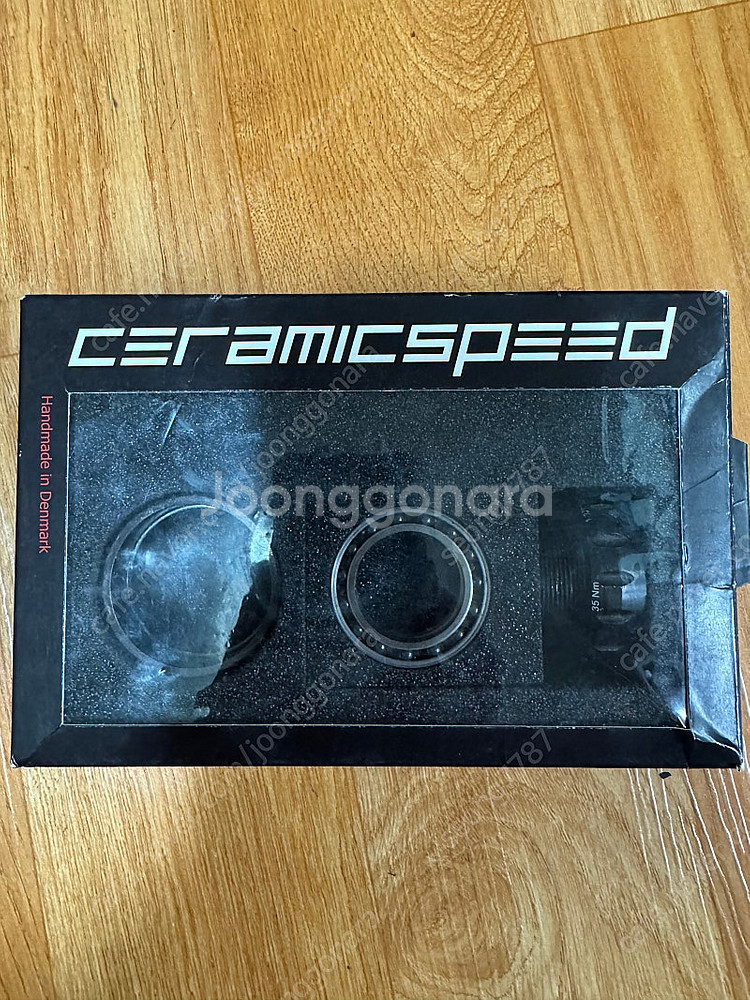 ceramicspeed
Handmade in Denmark
Joonggonara
35 Nm